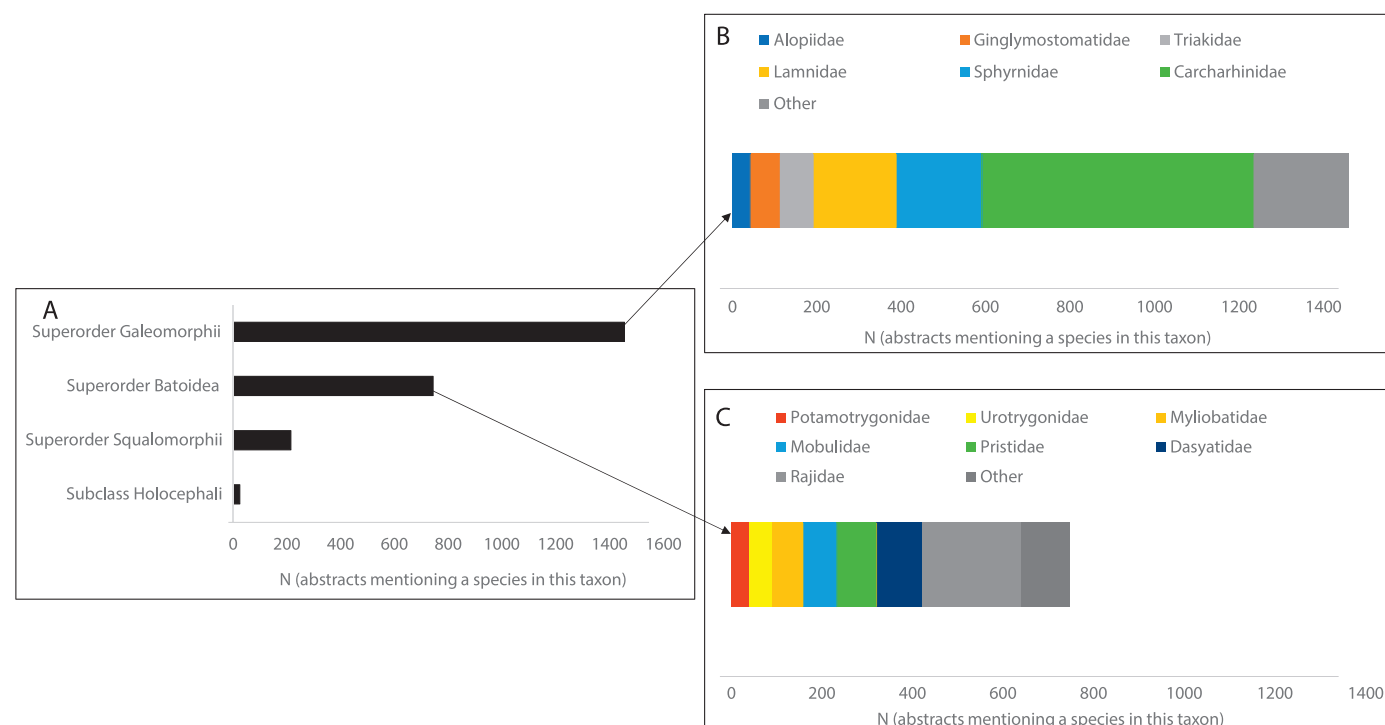 A
Superorder Galeomorphii
Superorder Batoidea
Superorder Squalomorphii
Subclass Holocephali
0 200 400 600 800 1000 1200 1400 1600
N (abstracts mentioning a species in this taxon)
B
Alopiidae Ginglymostomatidae Triakidae
Lamnidae Sphyrnidae Carcharhinidae
Other
0 200 400 600 800 1000 1200 1400
N (abstracts mentioning a species in this taxon)
C
Potamotrygonidae Urotrygonidae Myliobatidae
Mobulidae Pristidae Dasyatidae
Rajidae Other
0 200 400 600 800 1000 1200 1400
N (abstracts mentioning a species in this taxon)